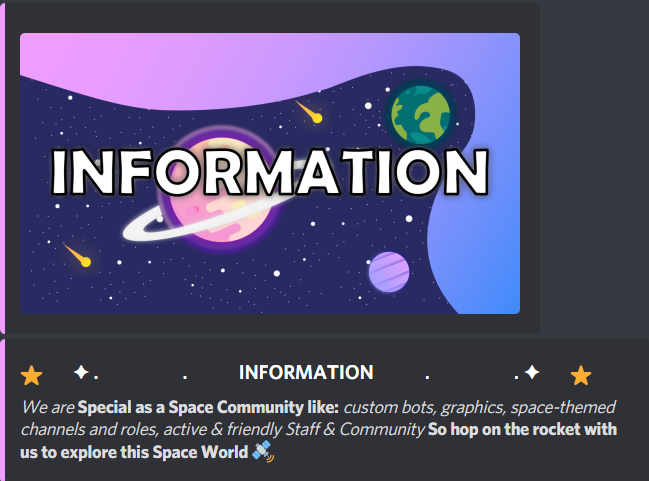 INFORMATION
⭐ ✦ . . INFORMATION . . ✦ ⭐
We are Special as a Space Community like: custom bots, graphics, space-themed
channels and roles, active & friendly Staff & Community So hop on the rocket with
us to explore this Space World 🛰️